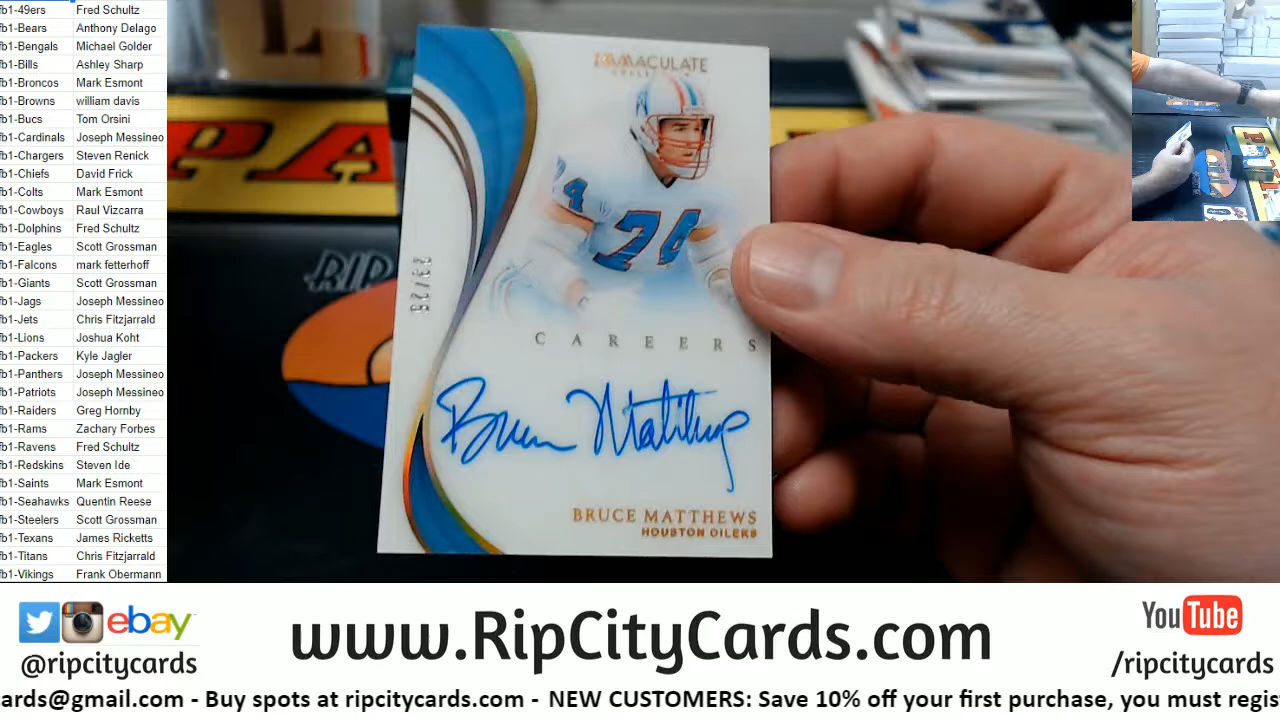 fb1-49ers Fred Schultz
fb1-Bears Anthony Delago
fb1-Bengals Michael Golder
fb1-Bills Ashley Sharp
fb1-Broncos Mark Esmont
fb1-Browns william davis
fb1-Bucs Tom Orsini
fb1-Cardinals Joseph Messineo
fb1-Chargers Steven Renick
fb1-Chiefs David Frick
fb1-Colts Mark Esmont
fb1-Cowboys Raul Vizcarra
fb1-Dolphins Fred Schultz
fb1-Eagles Scott Grossman
fb1-Falcons mark fetterhoff
fb1-Giants Scott Grossman
fb1-Jags Joseph Messineo
fb1-Jets Chris Fitzjarrald
fb1-Lions Joshua Koht
fb1-Packers Kyle Jagler
fb1-Panthers Joseph Messineo
fb1-Patriots Joseph Messineo
fb1-Raiders Greg Hornby
fb1-Rams Zachary Forbes
fb1-Ravens Fred Schultz
fb1-Redskins Steven Ide
fb1-Saints Mark Esmont
fb1-Seahawks Quentin Reese
fb1-Steelers Scott Grossman
fb1-Texans James Ricketts
fb1-Titans Chris Fitzjarrald
fb1-Vikings Frank Obermann
IMMACULATE
COLLECTION
74
CAREERS
Bruce Matthews
BRUCE MATTHEWS
HOUSTON OILERS
PA
RIP
ebay
@ripcitycards
www.RipCityCards.com
YouTube
/ripcitycards
cards@gmail.com - Buy spots at ripcitycards.com - NEW CUSTOMERS: Save 10% off your first purchase, you must regis